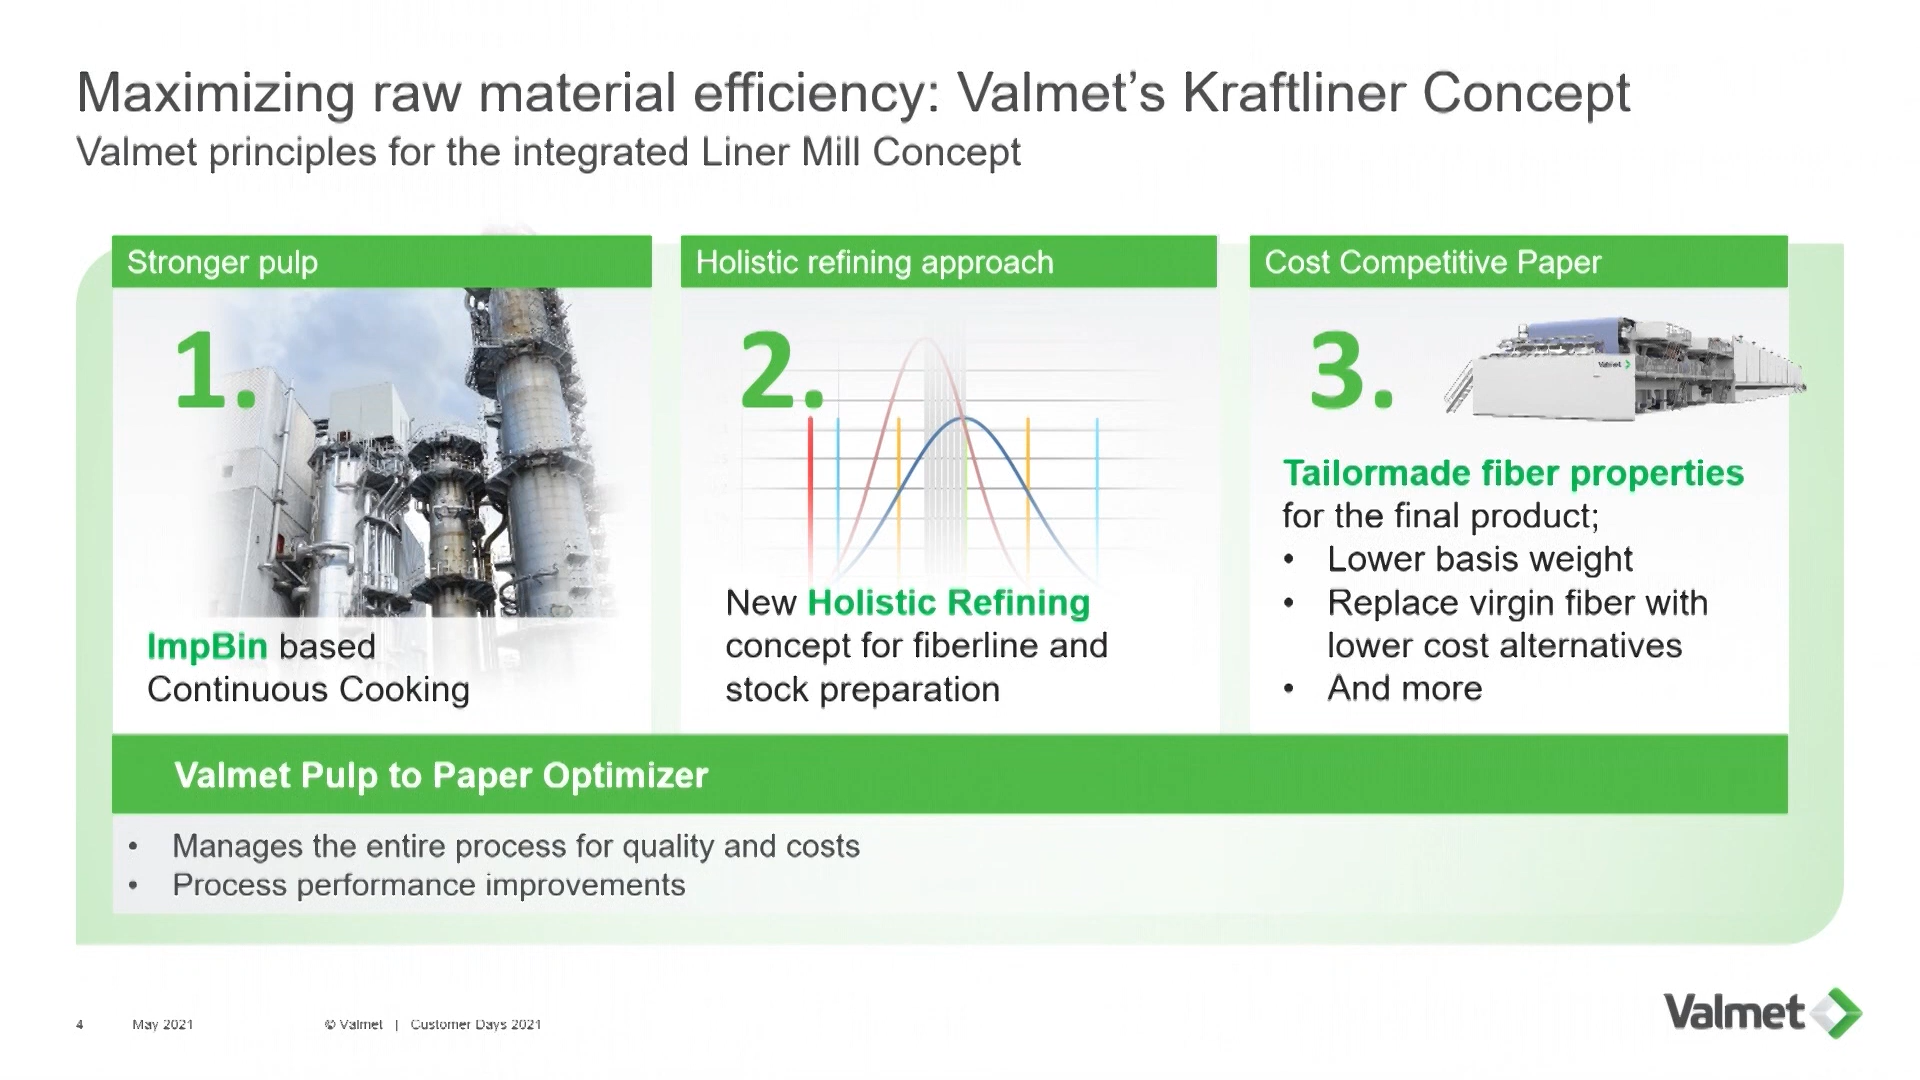 Maximizing raw material efficiency: Valmet’s Kraftliner Concept
Valmet principles for the integrated Liner Mill Concept
Stronger pulp
1.
ImpBin based
Continuous Cooking
Holistic refining approach
2.
New Holistic Refining
concept for fiberline and
stock preparation
Cost Competitive Paper
3.
Valmet
Tailormade fiber properties
for the final product;
• Lower basis weight
• Replace virgin fiber with
lower cost alternatives
• And more
Valmet Pulp to Paper Optimizer
• Manages the entire process for quality and costs
• Process performance improvements
4 May 2021 © Valmet | Customer Days 2021
Valmet